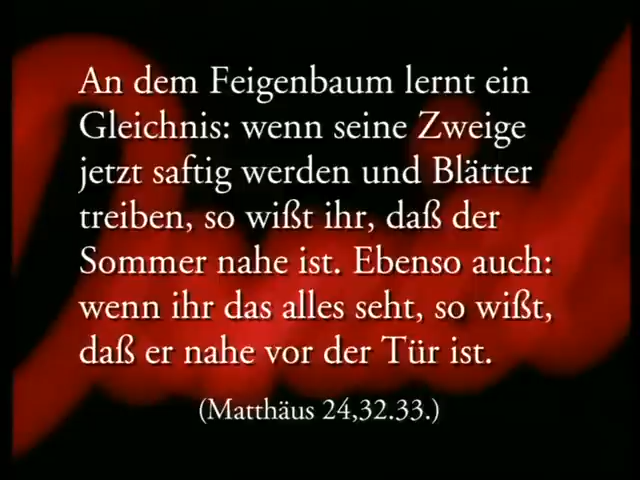 An dem Feigenbaum lernt ein
Gleichnis: wenn seine Zweige
jetzt saftig werden und Blätter
treiben, so wißt ihr, daß der
Sommer nahe ist. Ebenso auch:
wenn ihr das alles seht, so wißt,
daß er nahe vor der Tür ist.
(Matthäus 24,32.33.)